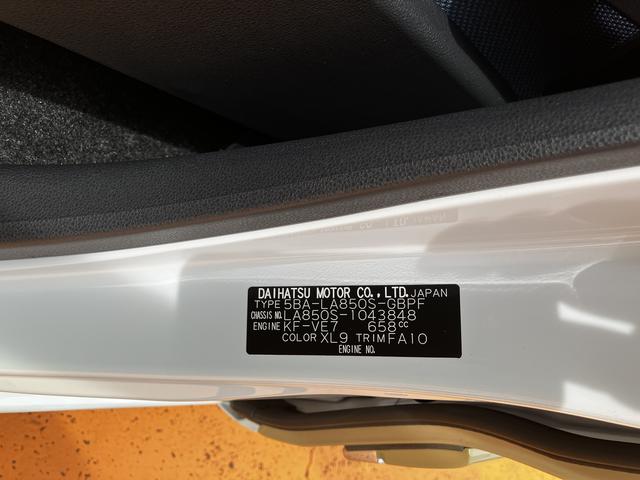 DAIHATSU MOTOR CO., LTD. JAPAN
TYPE 5BA-LA850S-GBPF
CHASSIS NO. LA850S-1043848
ENGINE KF-VE7 658cc
COLOR XL9 TRIM FA10
ENGINE NO.